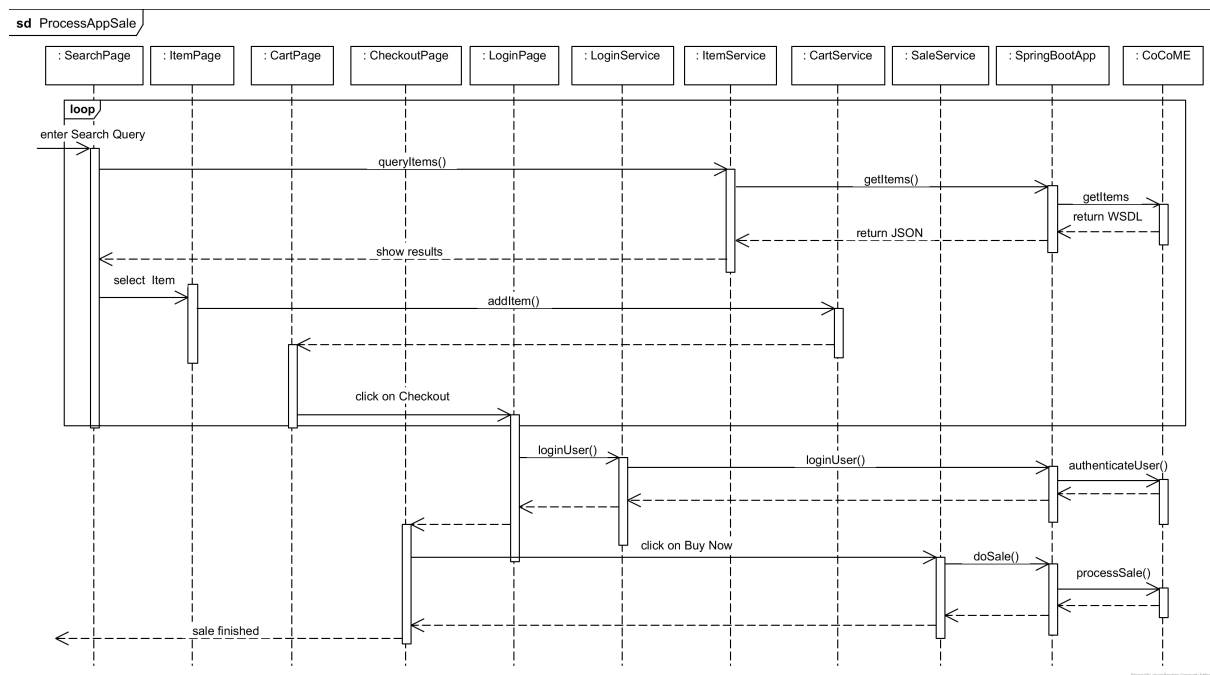 sd ProcessAppSale
: SearchPage
: ItemPage
: CartPage
: CheckoutPage
: LoginPage
: LoginService
: ItemService
: CartService
: SaleService
: SpringBootApp
: CoCoME
loop
enter Search Query
queryItems()
getItems()
getItems
return WSDL
return JSON
show results
select Item
addItem()
click on Checkout
loginUser()
loginUser()
authenticateUser()
click on Buy Now
doSale()
processSale()
sale finished